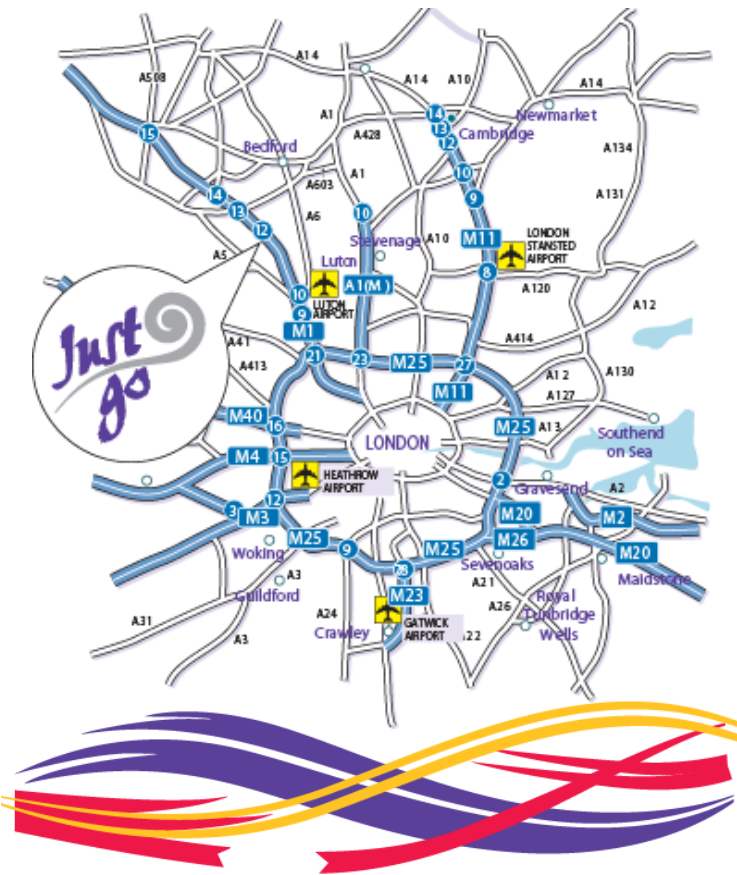 A14
A508
A14
A10
A14
14
Newmarket
A1
13
15
Cambridge
A428
12
Bedford
A134
10
A1
A603
14
9
A131
13
10
A6
12
M11
LONDON
STANSTED
AIRPORT
A10
Stevenage
A5
Luton
8
A1(M)
A120
10
LUTON
AIRPORT
9
A12
Just
go
M1
A414
A41
21
23
M25
27
A413
A12
A130
M11
A127
M40
16
M25
A13
LONDON
Southend
on Sea
M4
15
HEATHROW
AIRPORT
2
Gravesend
A2
12
3
M3
M20
M2
M25
M26
9
M25
Woking
M20
Sevenoaks
A3
Maidstone
A21
Guildford
M23
Royal
Tunbridge
Wells
A26
A24
A31
GATWICK
AIRPORT
Crawley
A22
A3